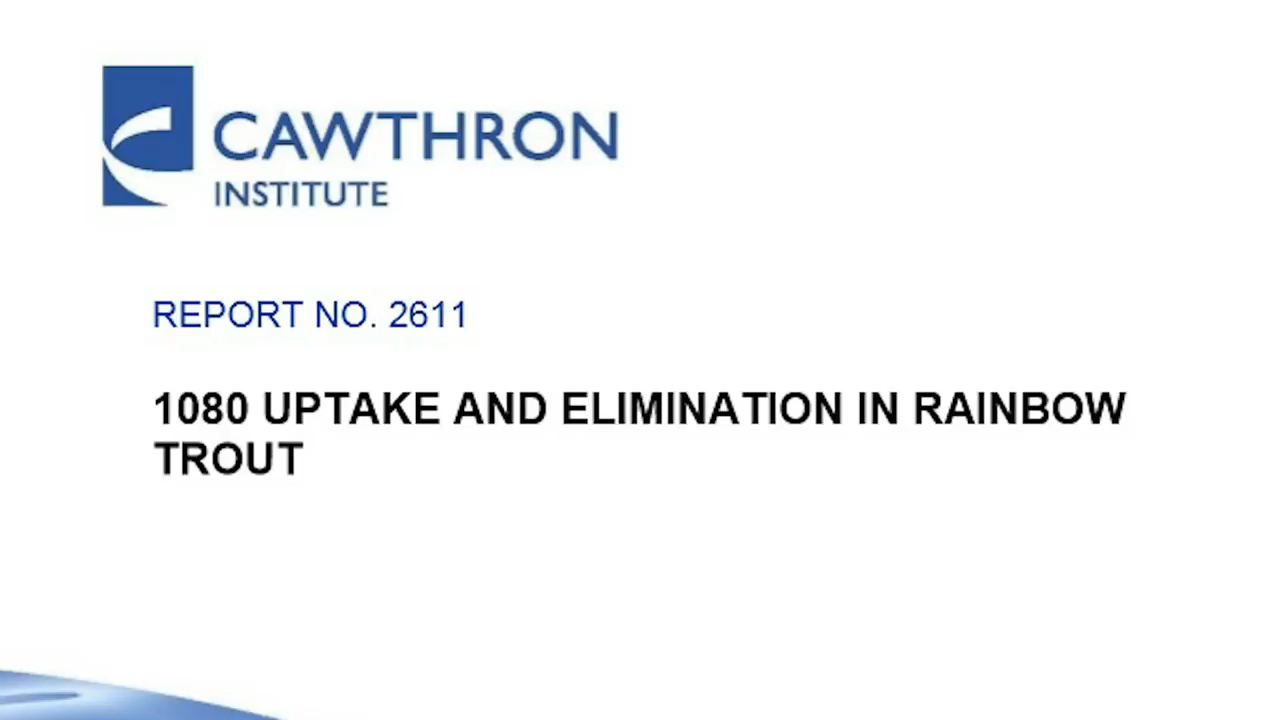 CAWTHRON
INSTITUTE
REPORT NO. 2611
1080 UPTAKE AND ELIMINATION IN RAINBOW
TROUT